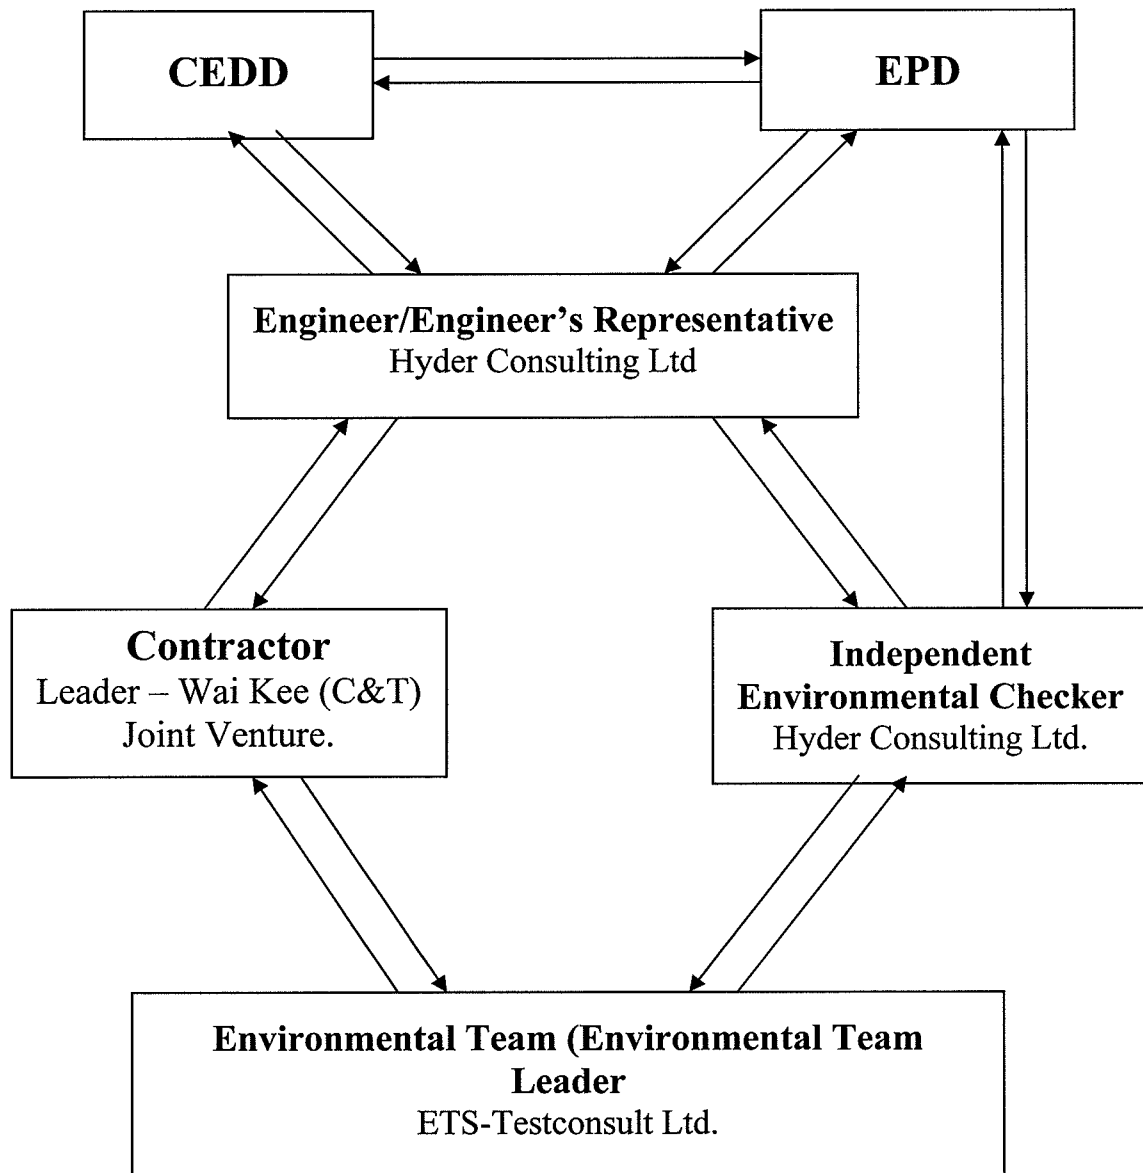 CEDD
EPD
Engineer/Engineer's Representative
Hyder Consulting Ltd
Contractor
Leader – Wai Kee (C&T)
Joint Venture.
Independent
Environmental Checker
Hyder Consulting Ltd.
Environmental Team (Environmental Team
Leader
ETS-Testconsult Ltd.